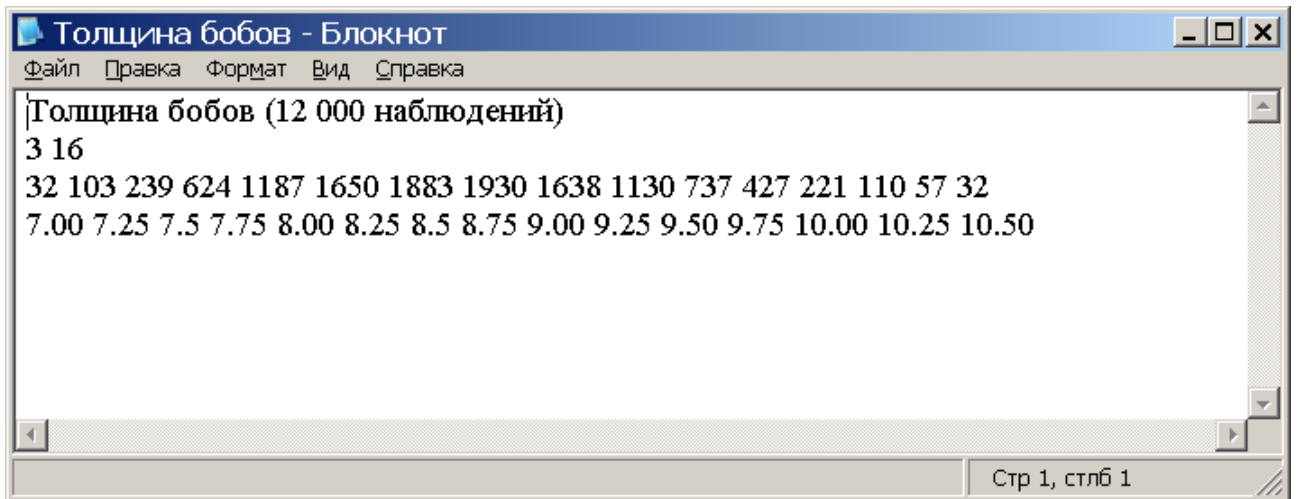 Толщина бобов - Блокнот
Файл Правка Формат Вид Справка
Толщина бобов (12 000 наблюдений)
3 16
32 103 239 624 1187 1650 1883 1930 1638 1130 737 427 221 110 57 32
7.00 7.25 7.5 7.75 8.00 8.25 8.5 8.75 9.00 9.25 9.50 9.75 10.00 10.25 10.50
Стр 1, стлб 1